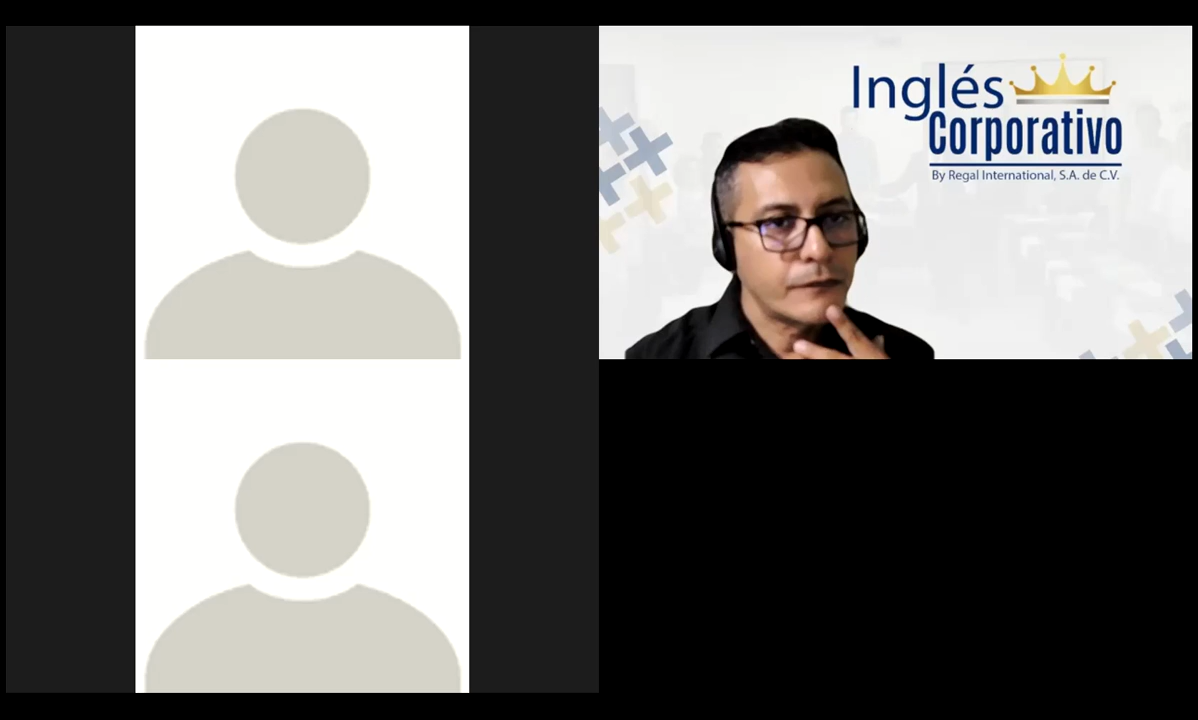 Inglés
Corporativo
By Regal International, S.A. de C.V.